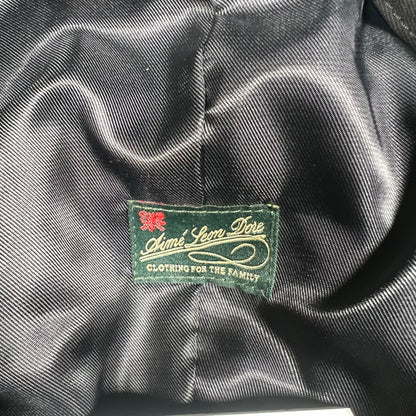 Aimé Leon Dore
CLOTHING FOR THE FAMILY